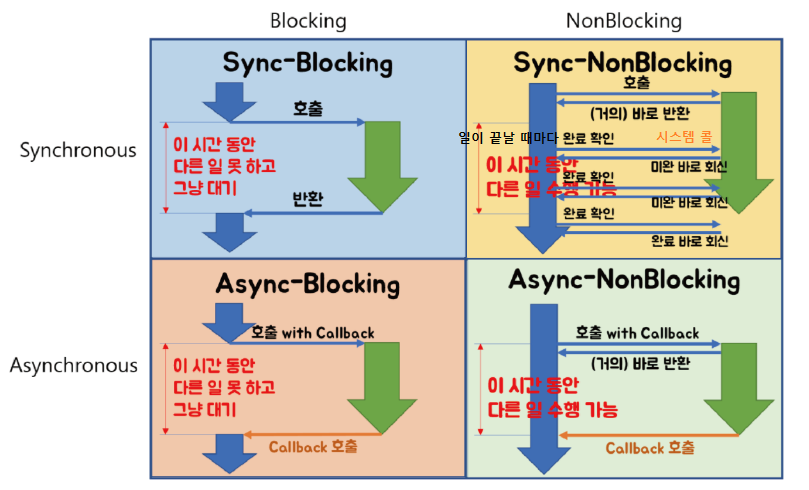 Blocking
NonBlocking
Synchronous
Sync-Blocking
호출
이 시간 동안
다른 일 못 하고
그냥 대기
반환
Sync-NonBlocking
호출
(거의) 바로 반환
일이 끝날 때마다
완료 확인
시스템 콜
미완 바로 회신
이 시간 동안
다른 일 수행 가능
완료 확인
미완 바로 회신
완료 확인
완료 바로 회신
Asynchronous
Async-Blocking
호출 with Callback
이 시간 동안
다른 일 못 하고
그냥 대기
Callback 호출
Async-NonBlocking
호출 with Callback
(거의) 바로 반환
이 시간 동안
다른 일 수행 가능
Callback 호출